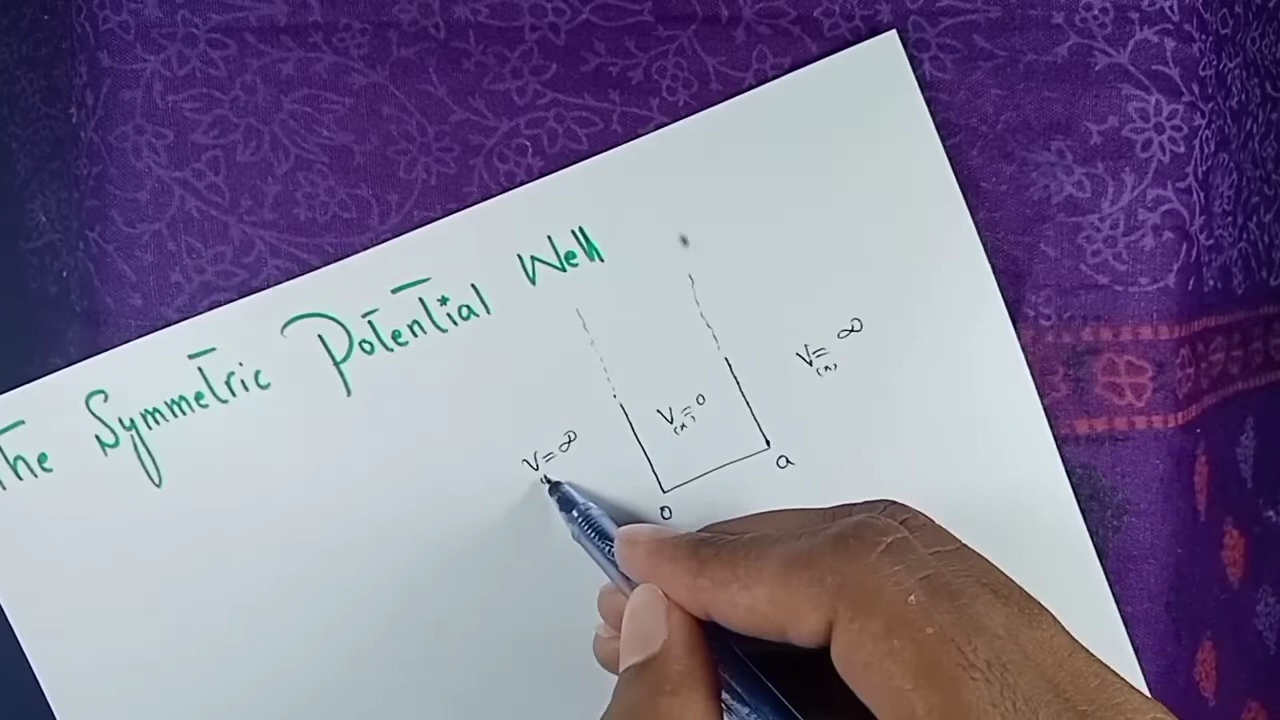 The Symmetric Potential Well
V(x)=0
V(x)=∞
V=∞
0
a